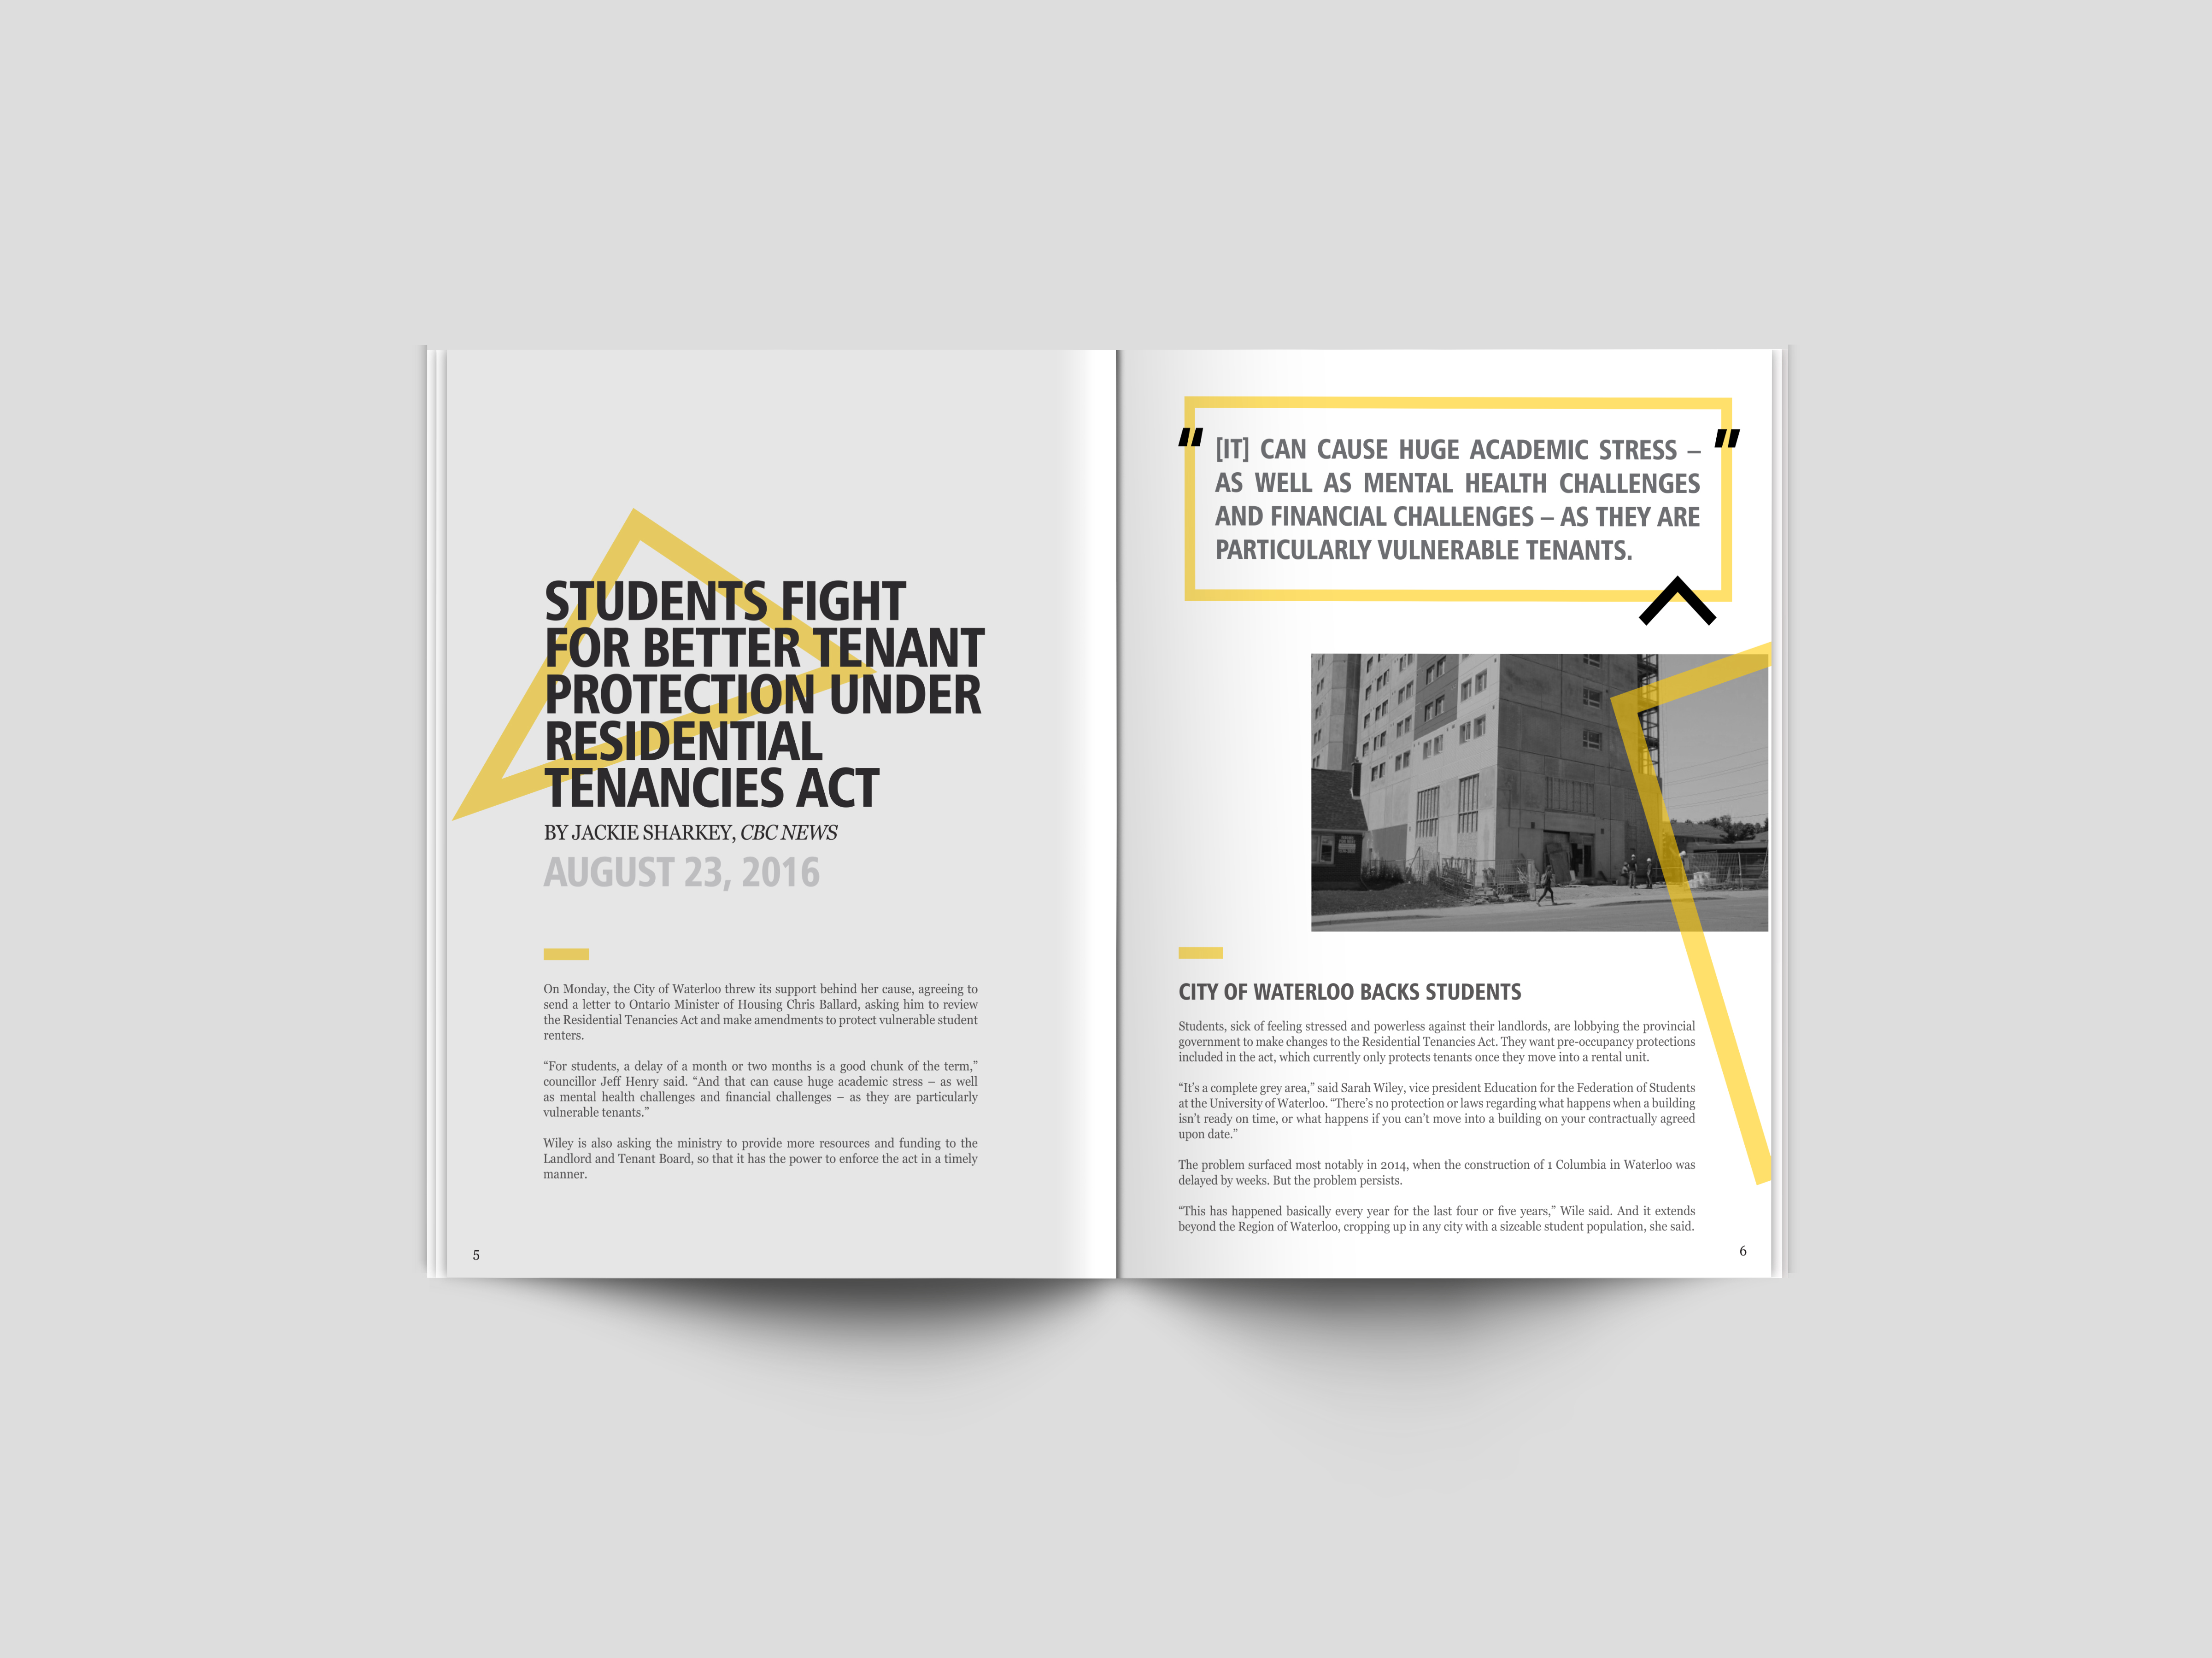 STUDENTS FIGHT
FOR BETTER TENANT
PROTECTION UNDER
RESIDENTIAL
TENANCIES ACT
BY JACKIE SHARKEY, CBC NEWS
AUGUST 23, 2016
On Monday, the City of Waterloo threw its support behind her cause, agreeing to
send a letter to Ontario Minister of Housing Chris Ballard, asking him to review
the Residential Tenancies Act and make amendments to protect vulnerable student
renters.
“For students, a delay of a month or two months is a good chunk of the term,”
councillor Jeff Henry said. “And that can cause huge academic stress – as well
as mental health challenges and financial challenges – as they are particularly
vulnerable tenants.”
Wiley is also asking the ministry to provide more resources and funding to the
Landlord and Tenant Board, so that it has the power to enforce the act in a timely
manner.
5
" [IT] CAN CAUSE HUGE ACADEMIC STRESS – "
AS WELL AS MENTAL HEALTH CHALLENGES
AND FINANCIAL CHALLENGES – AS THEY ARE
PARTICULARLY VULNERABLE TENANTS.
CITY OF WATERLOO BACKS STUDENTS
Students, sick of feeling stressed and powerless against their landlords, are lobbying the provincial
government to make changes to the Residential Tenancies Act. They want pre-occupancy protections
included in the act, which currently only protects tenants once they move into a rental unit.
“It’s a complete grey area,” said Sarah Wiley, vice president Education for the Federation of Students
at the University of Waterloo. “There’s no protection or laws regarding what happens when a building
isn’t ready on time, or what happens if you can’t move into a building on your contractually agreed
upon date.”
The problem surfaced most notably in 2014, when the construction of 1 Columbia in Waterloo was
delayed by weeks. But the problem persists.
“This has happened basically every year for the last four or five years,” Wile said. And it extends
beyond the Region of Waterloo, cropping up in any city with a sizeable student population, she said.
6